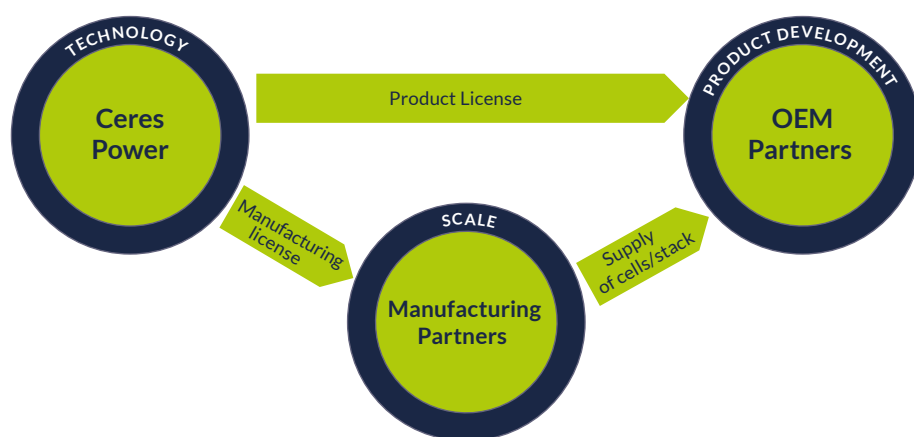 TECHNOLOGY
Ceres
Power
Product License
PRODUCT DEVELOPMENT
OEM
Partners
Manufacturing
license
SCALE
Manufacturing
Partners
Supply
of cells/stack